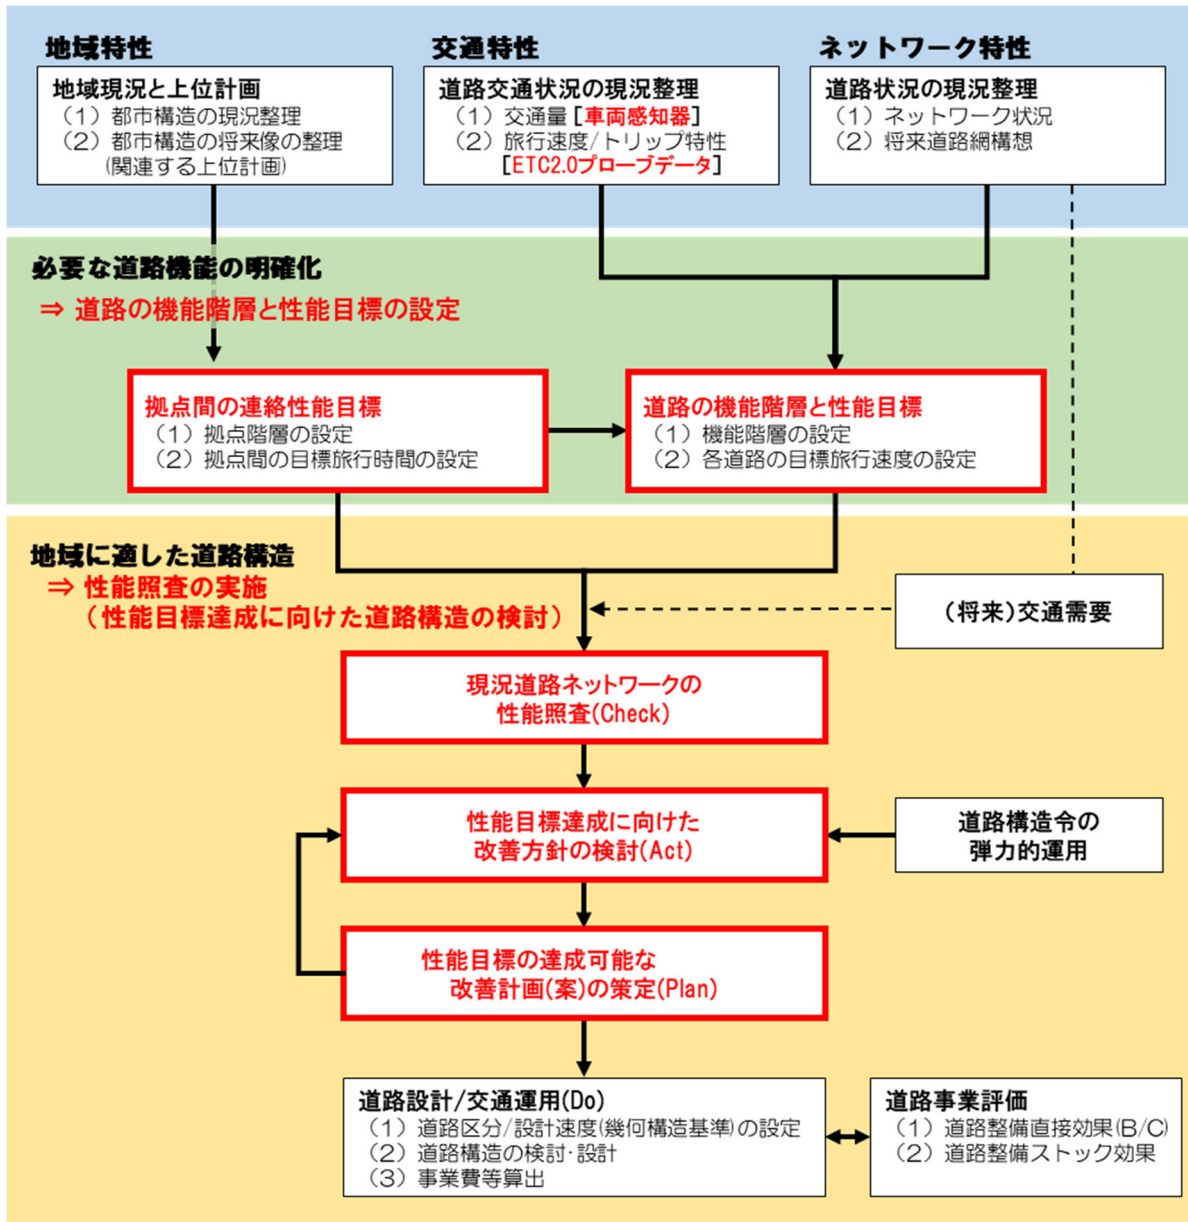 地域特性
地域現況と上位計画
（1）都市構造の現況整理
（2）都市構造の将来像の整理
(関連する上位計画)
交通特性
道路交通状況の現況整理
（1）交通量［車両感知器］
（2）旅行速度/トリップ特性
［ETC2.0プローブデータ］
ネットワーク特性
道路状況の現況整理
（1）ネットワーク状況
（2）将来道路網構想
必要な道路機能の明確化
⇒ 道路の機能階層と性能目標の設定
拠点間の連絡性能目標
（1）拠点階層の設定
（2）拠点間の目標旅行時間の設定
道路の機能階層と性能目標
（1）機能階層の設定
（2）各道路の目標旅行速度の設定
地域に適した道路構造
⇒ 性能照査の実施
（性能目標達成に向けた道路構造の検討）
（将来）交通需要
現況道路ネットワークの
性能照査(Check)
性能目標達成に向けた
改善方針の検討(Act)
道路構造令の
弾力的運用
性能目標の達成可能な
改善計画(案)の策定(Plan)
道路設計/交通運用(Do)
（1）道路区分/設計速度(幾何構造基準)の設定
（2）道路構造の検討・設計
（3）事業費等算出
道路事業評価
（1）道路整備直接効果(B/C)
（2）道路整備ストック効果